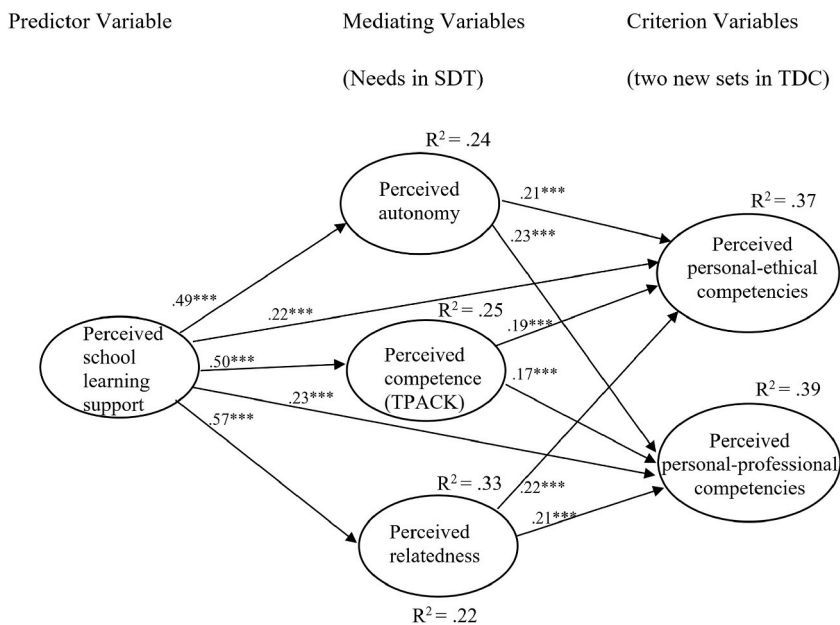 Predictor Variable
Mediating Variables
Criterion Variables
(Needs in SDT)
(two new sets in TDC)
R² = .24
Perceived
autonomy
.21***
.23***
R² = .37
Perceived
personal-ethical
competencies
.49***
.22***
R² = .25
.19***
Perceived
school
learning
support
.50***
Perceived
competence
(TPACK)
.17***
.23***
.57***
R² = .39
Perceived
personal-professional
competencies
R² = .33
.22***
.21***
Perceived
relatedness
R² = .22